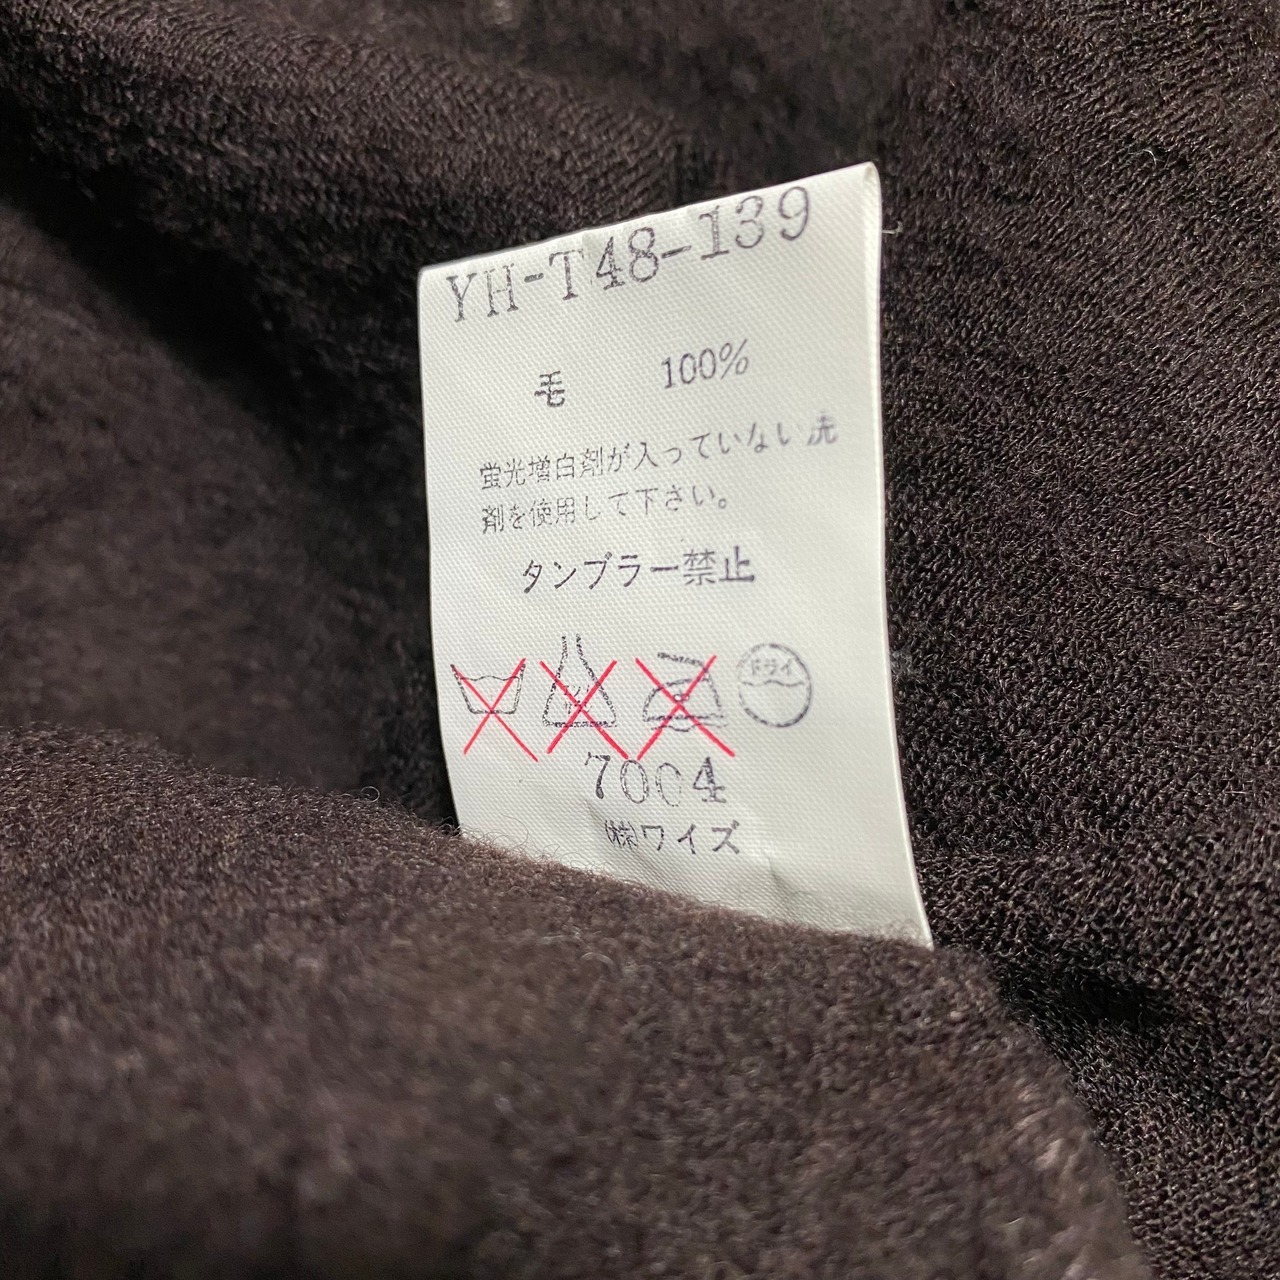 YH-T48-139
毛 100%
蛍光増白剤が入っていない洗
剤を使用して下さい。
タンブラー禁止
ドライ
7004
(株)ワイズ